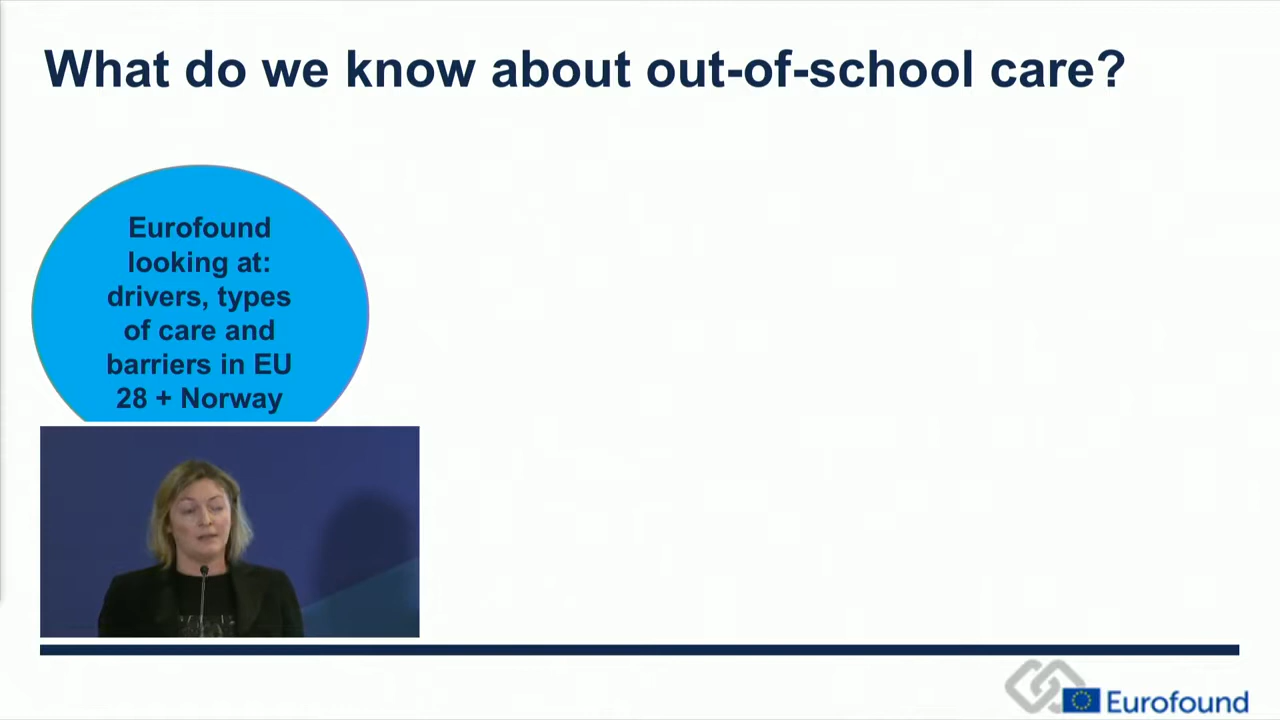 What do we know about out-of-school care?
Eurofound
looking at:
drivers, types
of care and
barriers in EU
28 + Norway
Eurofound